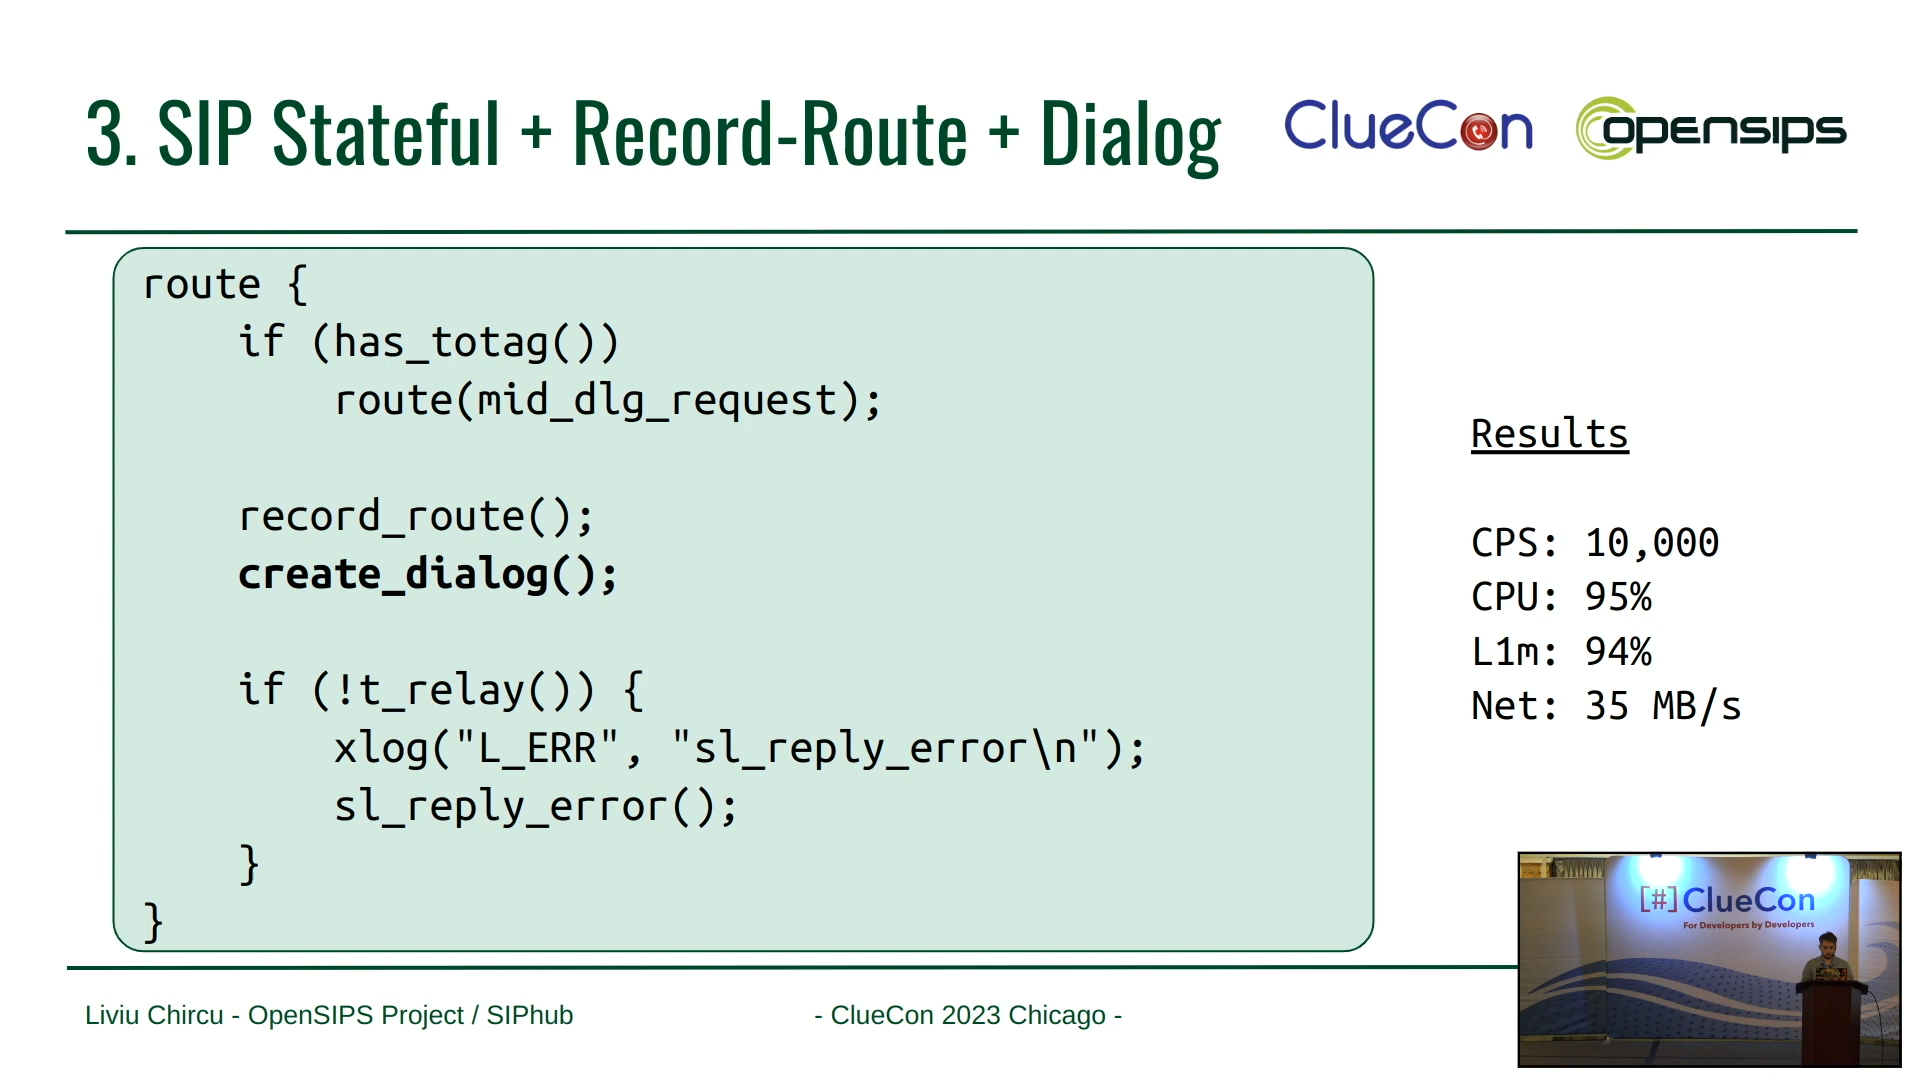 3. SIP Stateful + Record-Route + Dialog
ClueCon
opensips
route {
if (has_totag())
route(mid_dlg_request);
record_route();
create_dialog();
if (!t_relay()) {
xlog("L_ERR", "sl_reply_error\n");
sl_reply_error();
}
}
Results
CPS: 10,000
CPU: 95%
L1m: 94%
Net: 35 MB/s
[#] ClueCon
For Developers by Developers
Liviu Chircu - OpenSIPS Project / SIPhub
- ClueCon 2023 Chicago -